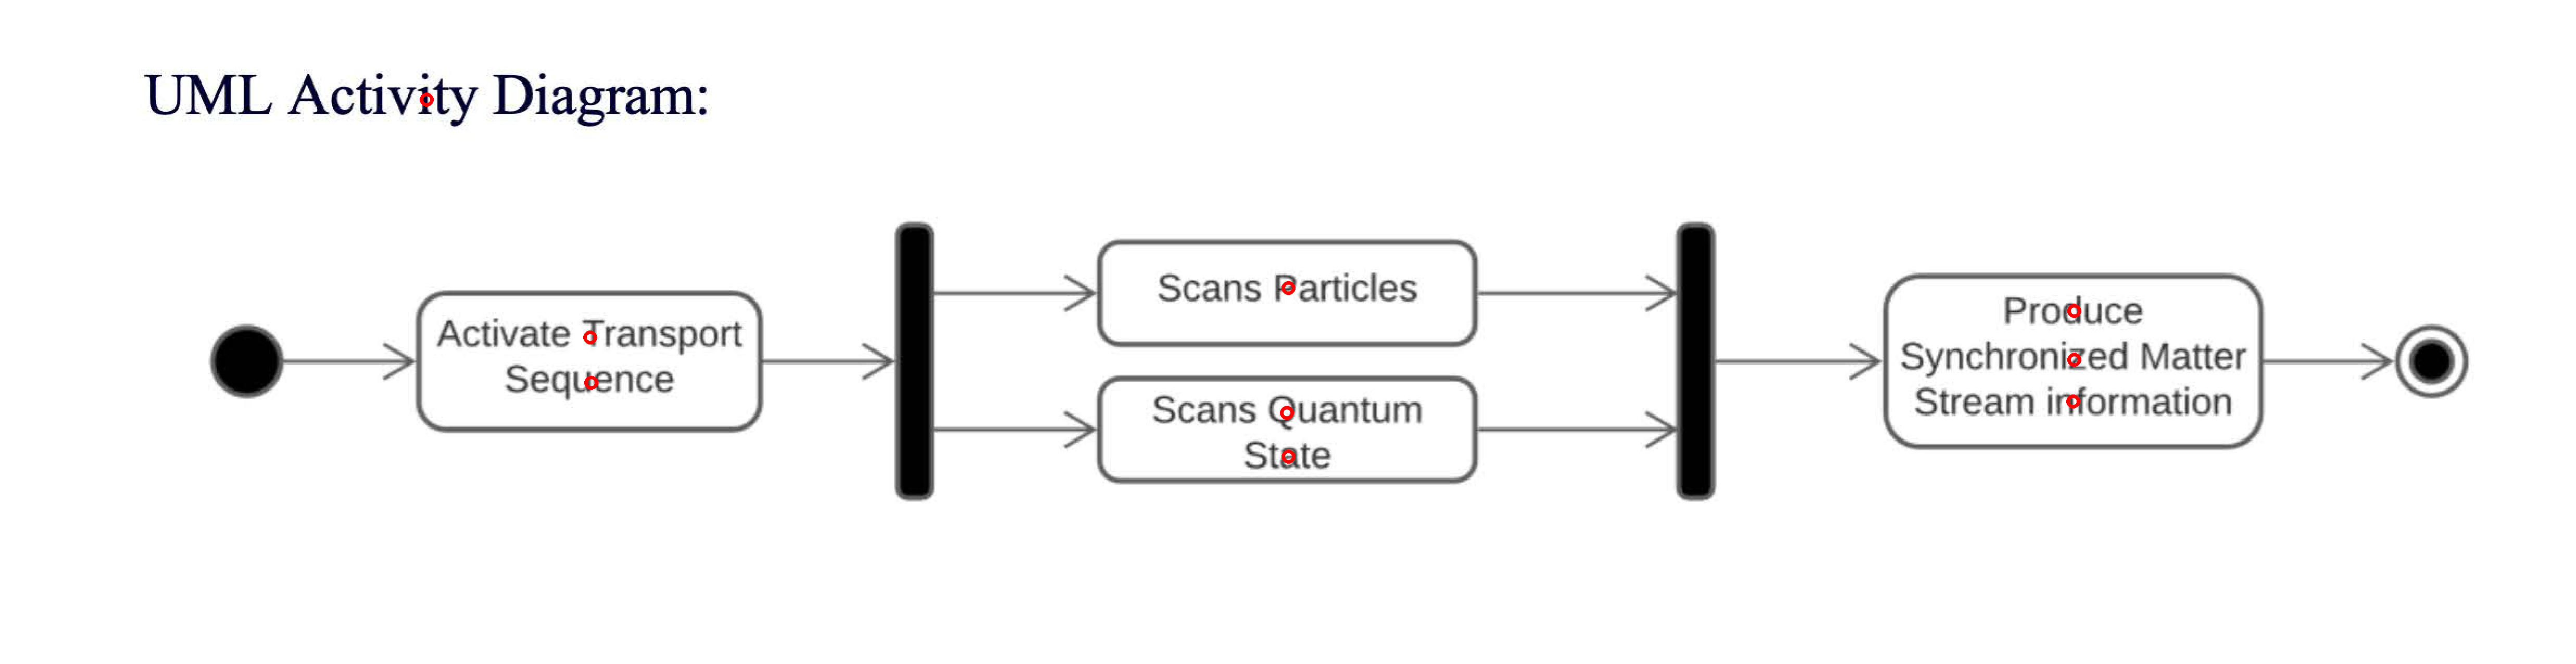 UML Activity Diagram:
Activate Transport
Sequence
Scans Particles
Scans Quantum
State
Produce
Synchronized Matter
Stream information